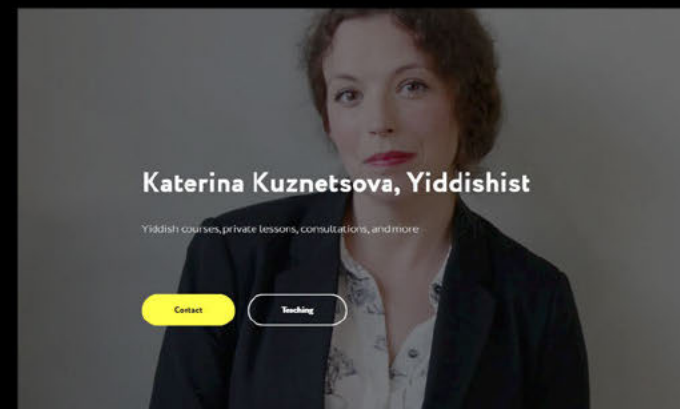 Katerina Kuznetsova, Yiddishist
Yiddish courses, private lessons, consultations, and more
Contact
Teaching